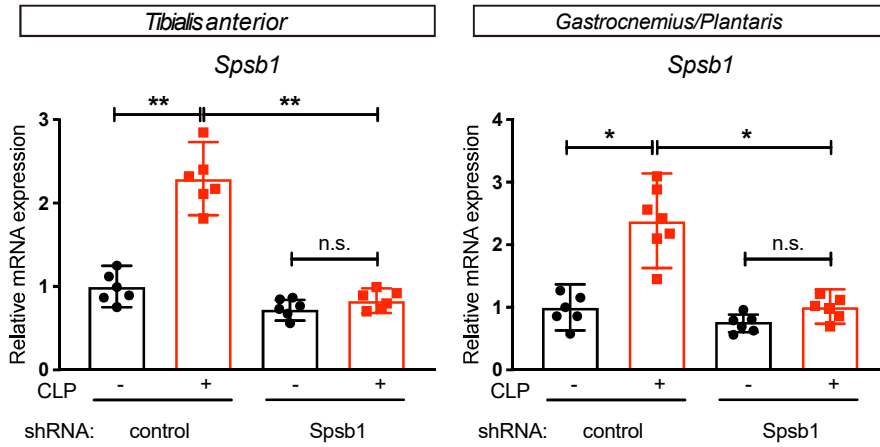 Tibialis anterior
Spsb1
Relative mRNA expression
3
2
1
0
**
**
n.s.
CLP
-
+
-
+
shRNA:
control
Spsb1
Gastrocnemius/Plantaris
Spsb1
Relative mRNA expression
4
3
2
1
0
*
*
n.s.
CLP
-
+
-
+
shRNA:
control
Spsb1